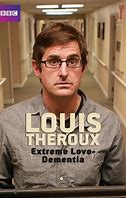 BBC
LOUIS
THEROUX
Extreme Love-
Dementia